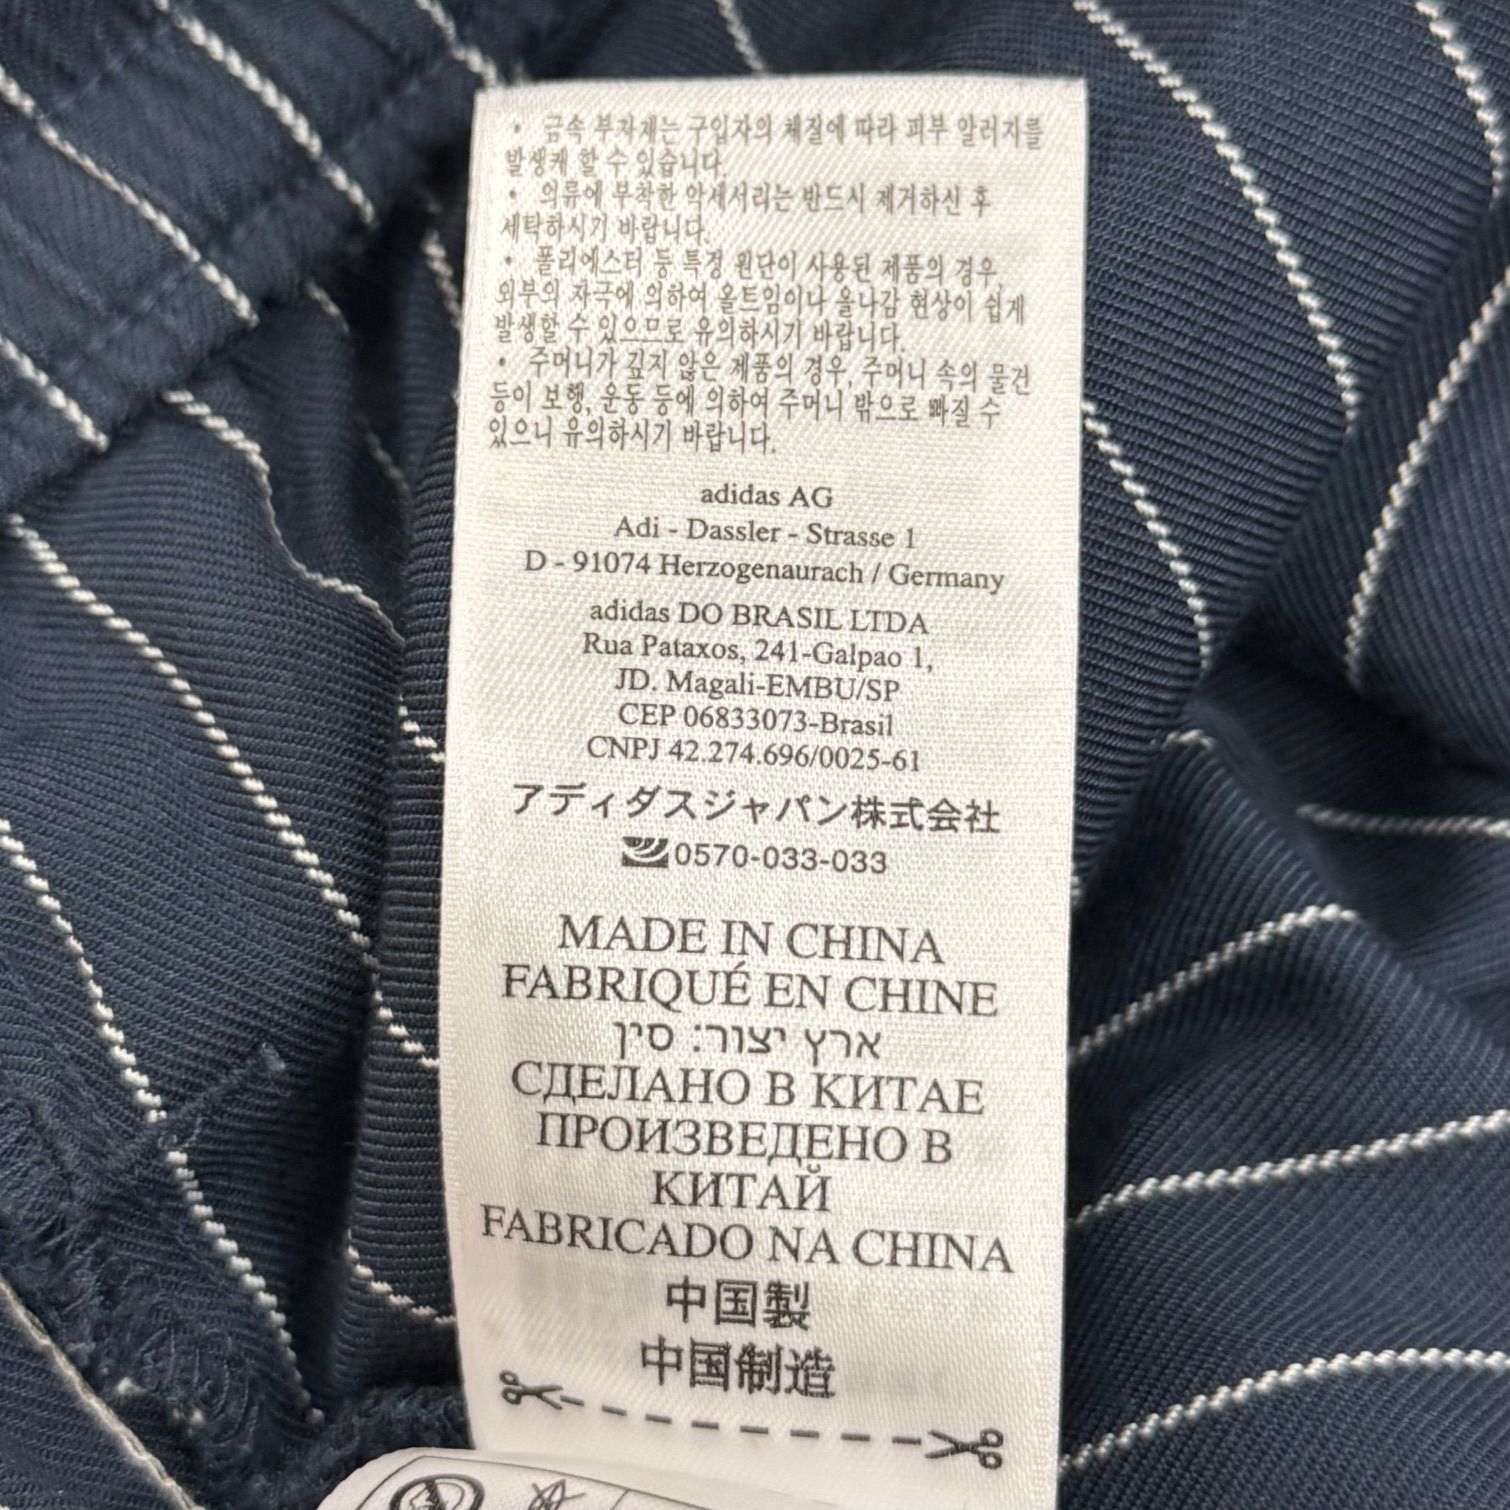 • 금속 부자재는 구입자의 체질에 따라 피부 알러지를
발생케 할 수 있습니다.
• 의류에 부착한 악세서리는 반드시 제거하신 후
세탁하시기 바랍니다.
• 폴리에스터 등 특정 원단이 사용된 제품의 경우,
외부의 자극에 의하여 올트임이나 올나감 현상이 쉽게
발생할 수 있으므로 유의하시기 바랍니다.
• 주머니가 깊지 않은 제품의 경우, 주머니 속의 물건
등이 보행, 운동 등에 의하여 주머니 밖으로 빠질 수
있으니 유의하시기 바랍니다.
adidas AG
Adi - Dassler - Strasse 1
D - 91074 Herzogenaurach / Germany
adidas DO BRASIL LTDA
Rua Pataxos, 241-Galpao 1,
JD. Magali-EMBU/SP
CEP 06833073-Brasil
CNPJ 42.274.696/0025-61
アディダスジャパン株式会社
0570-033-033
MADE IN CHINA
FABRIQUÉ EN CHINE
ארץ יצור: סין
СДЕЛАНО В КИТАЕ
ПРОИЗВЕДЕНО В
КИТАЙ
FABRICADO NA CHINA
中国製
中国制造